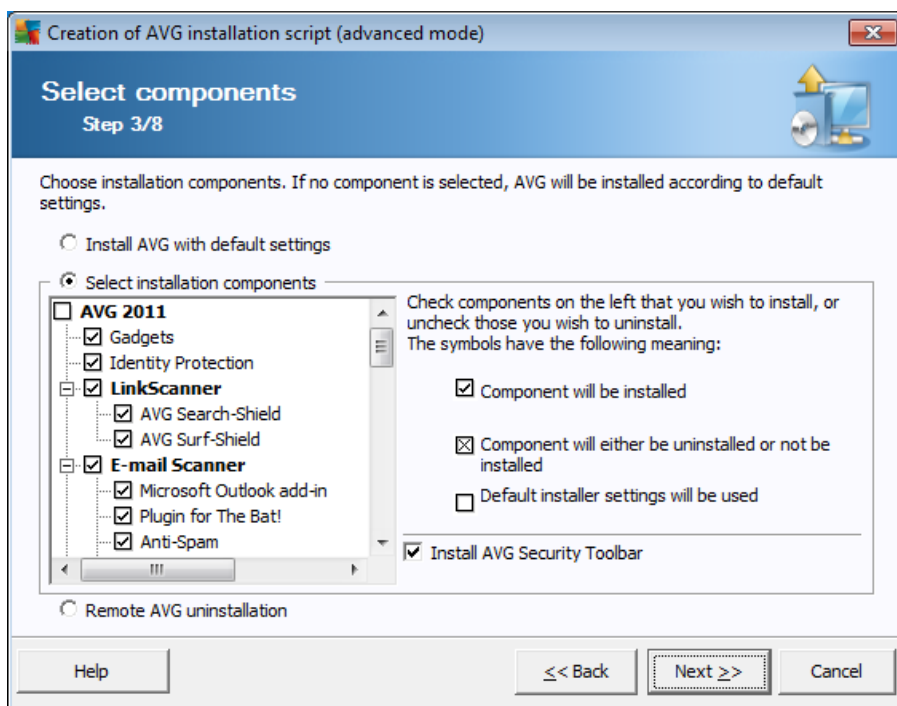 Creation of AVG installation script (advanced mode)
Select components
Step 3/8
Choose installation components. If no component is selected, AVG will be installed according to default
settings.
Install AVG with default settings
Select installation components
AVG 2011
Gadgets
Identity Protection
LinkScanner
AVG Search-Shield
AVG Surf-Shield
E-mail Scanner
Microsoft Outlook add-in
Plugin for The Bat!
Anti-Spam
Check components on the left that you wish to install, or
uncheck those you wish to uninstall.
The symbols have the following meaning:
Component will be installed
Component will either be uninstalled or not be
installed
Default installer settings will be used
Install AVG Security Toolbar
Remote AVG uninstallation
Help
<< Back
Next >>
Cancel